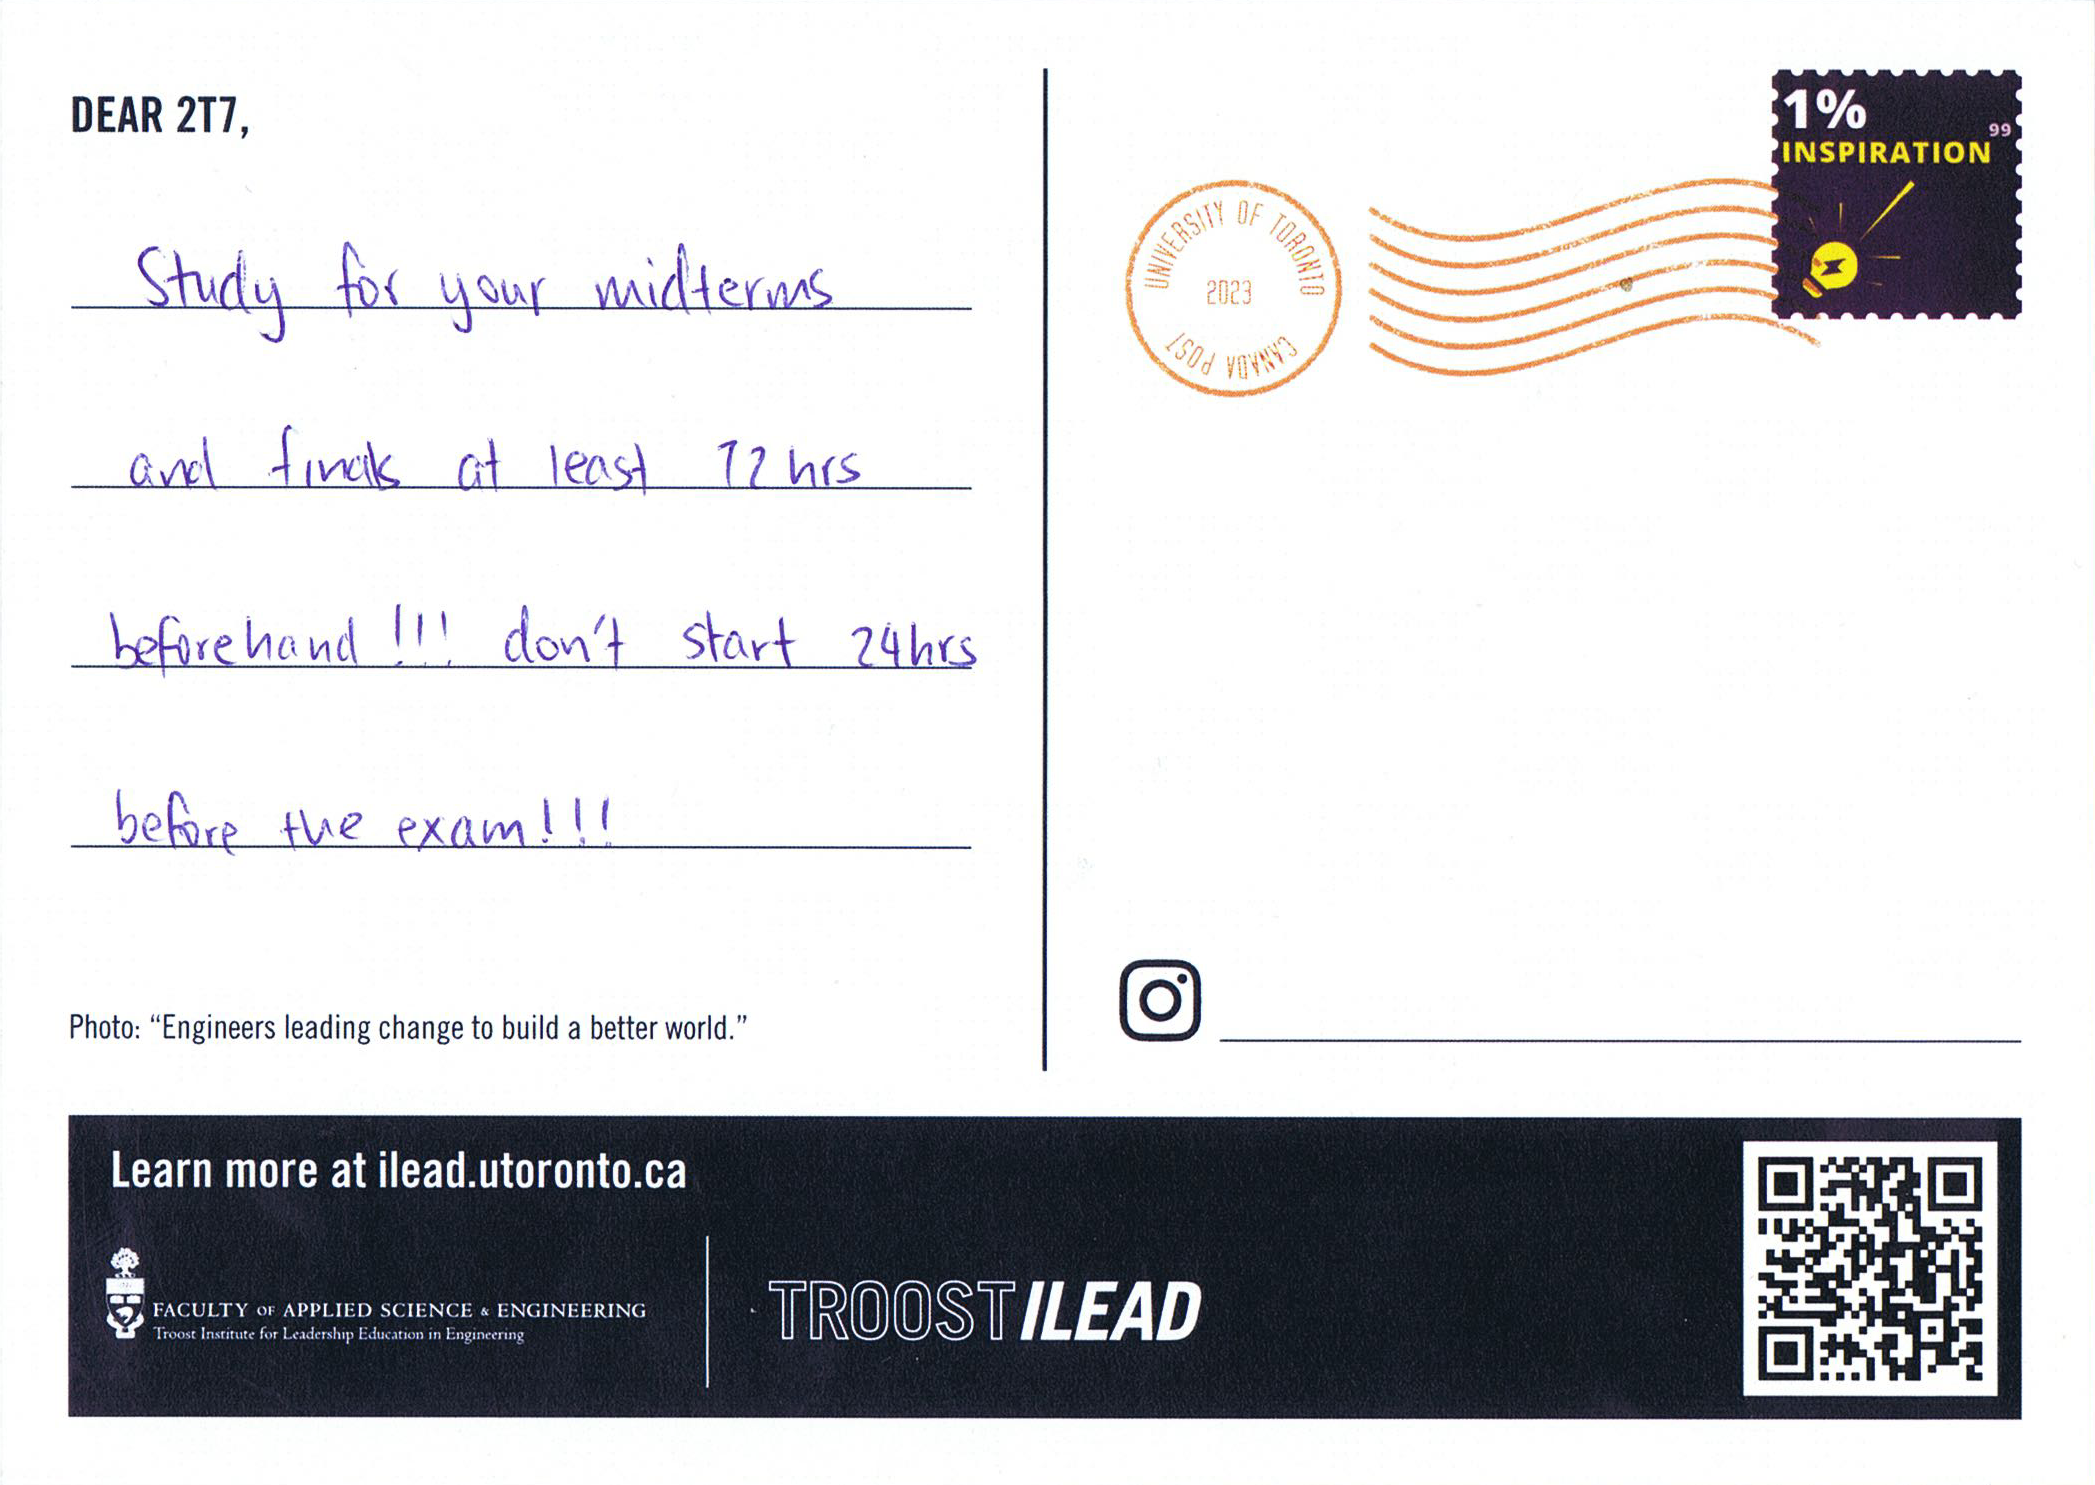 DEAR 2T7,
Study for your midterms
and finals at least 72 hrs
beforehand !!! don't start 24hrs
before the exam!!!
Photo: “Engineers leading change to build a better world.”
1%
99
INSPIRATION
UNIVERSITY OF TORONTO
2023
CANADA POST
Learn more at ilead.utoronto.ca
FACULTY OF APPLIED SCIENCE & ENGINEERING
Troost Institute for Leadership Education in Engineering
TROOST ILEAD